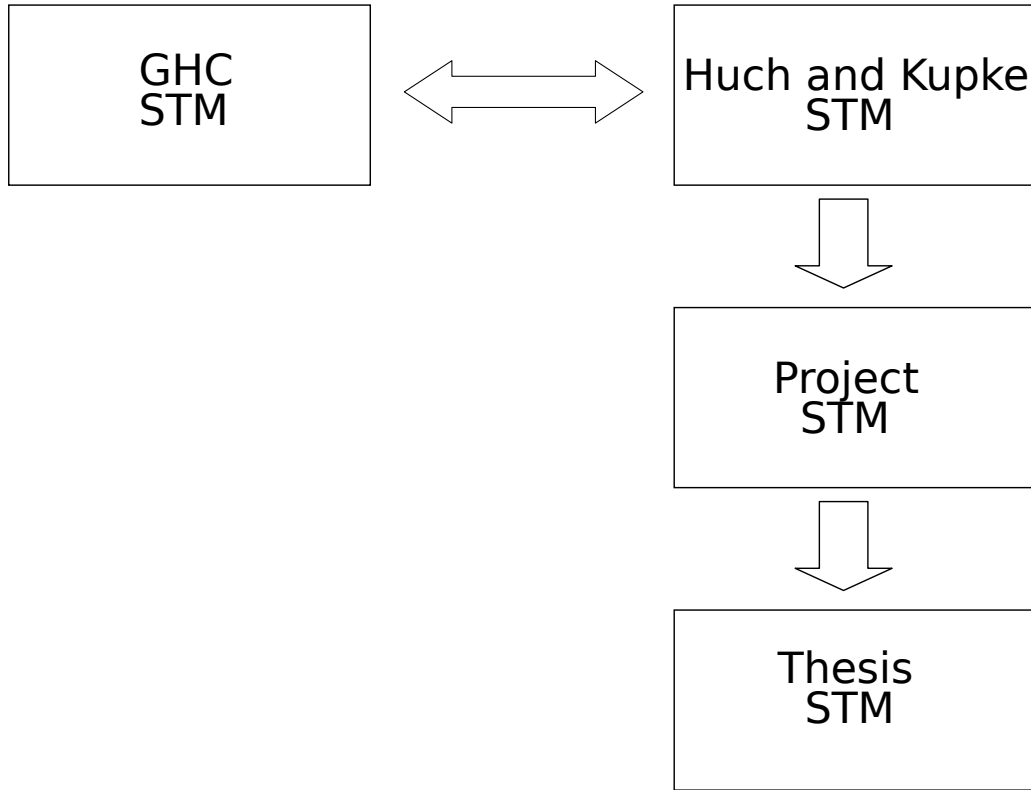 GHC
STM
Huch and Kupke
STM
Project
STM
Thesis
STM